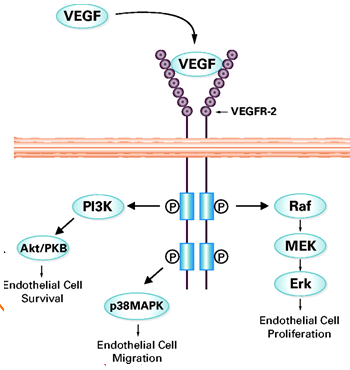 VEGF
VEGF
VEGFR-2
PI3K
P
P
Raf
Akt/PKB
MEK
P
P
Endothelial Cell
Survival
p38MAPK
Erk
Endothelial Cell
Migration
Endothelial Cell
Proliferation